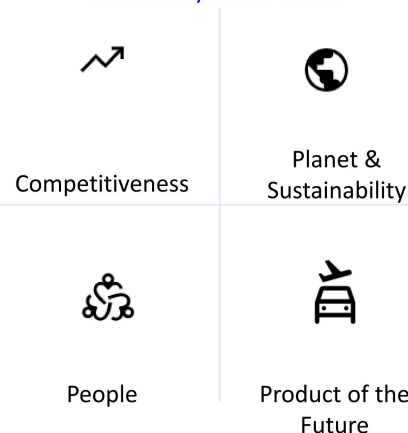 Competitiveness
Planet &
Sustainability
People
Product of the
Future